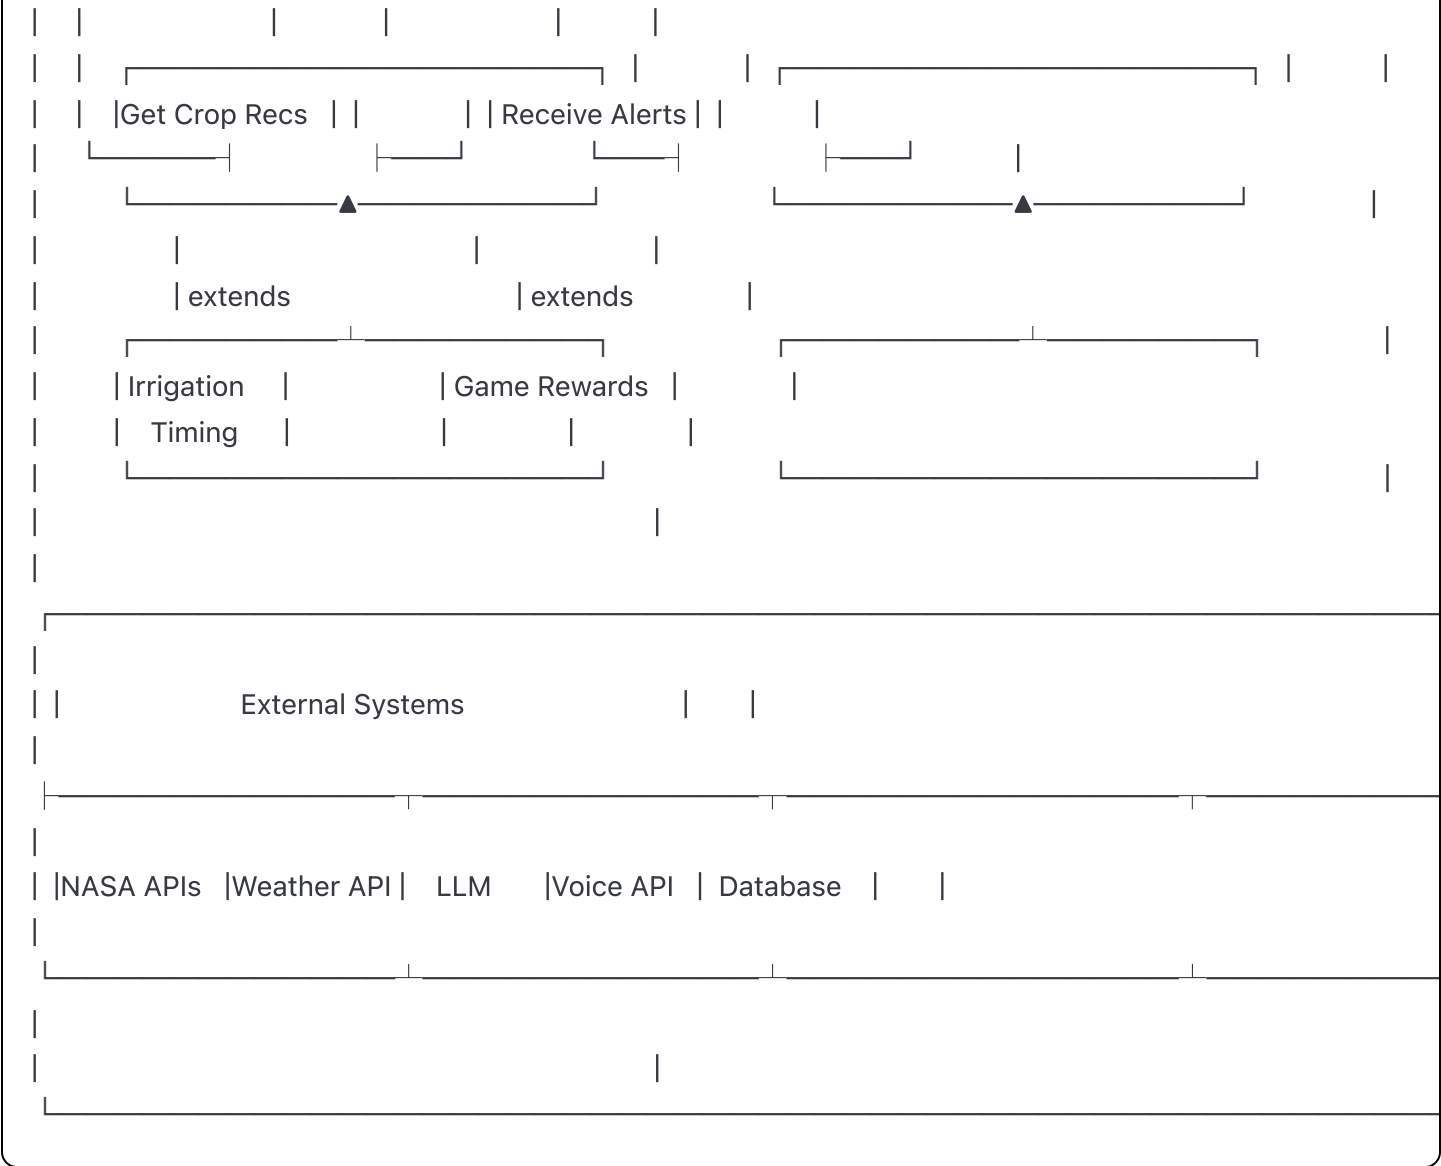 Get Crop Recs Receive Alerts
extends extends
Irrigation Game Rewards
Timing
External Systems
NASA APIs Weather API LLM Voice API Database